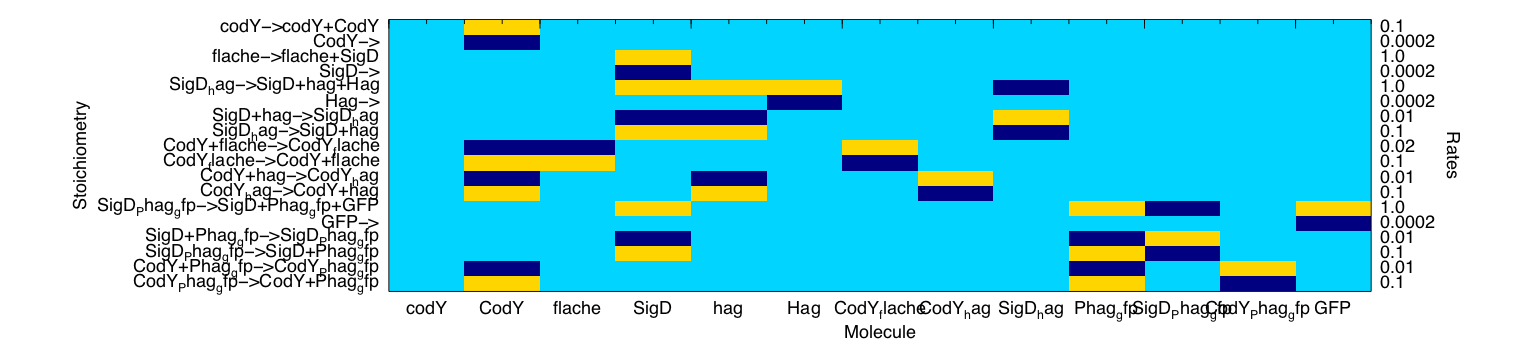 codY->codY+CodY 0.1
CodY-> 0.0002
flache->flache+SigD 1.0
SigD-> 0.0002
SigD_hag->SigD+hag+Hag 1.0
Hag-> 0.0002
SigD+hag->SigD_hag 0.01
SigD_hag->SigD+hag 0.1
CodY+flache->CodY_flache 0.02
CodY_flache->CodY+flache 0.1
CodY+hag->CodY_hag 0.01
CodY_hag->CodY+hag 0.1
SigD_Phag_gfp->SigD+Phag_gfp+GFP 1.0
GFP-> 0.0002
SigD+Phag_gfp->SigD_Phag_gfp 0.01
SigD_Phag_gfp->SigD+Phag_gfp 0.1
CodY+Phag_gfp->CodY_Phag_gfp 0.01
CodY_Phag_gfp->CodY+Phag_gfp 0.1
Stoichiometry
Rates
codY CodY flache SigD hag Hag CodY_flache CodY_hag SigD_hag Phag_gfp SigD_Phag_gfp CodY_Phag_gfp GFP
Molecule